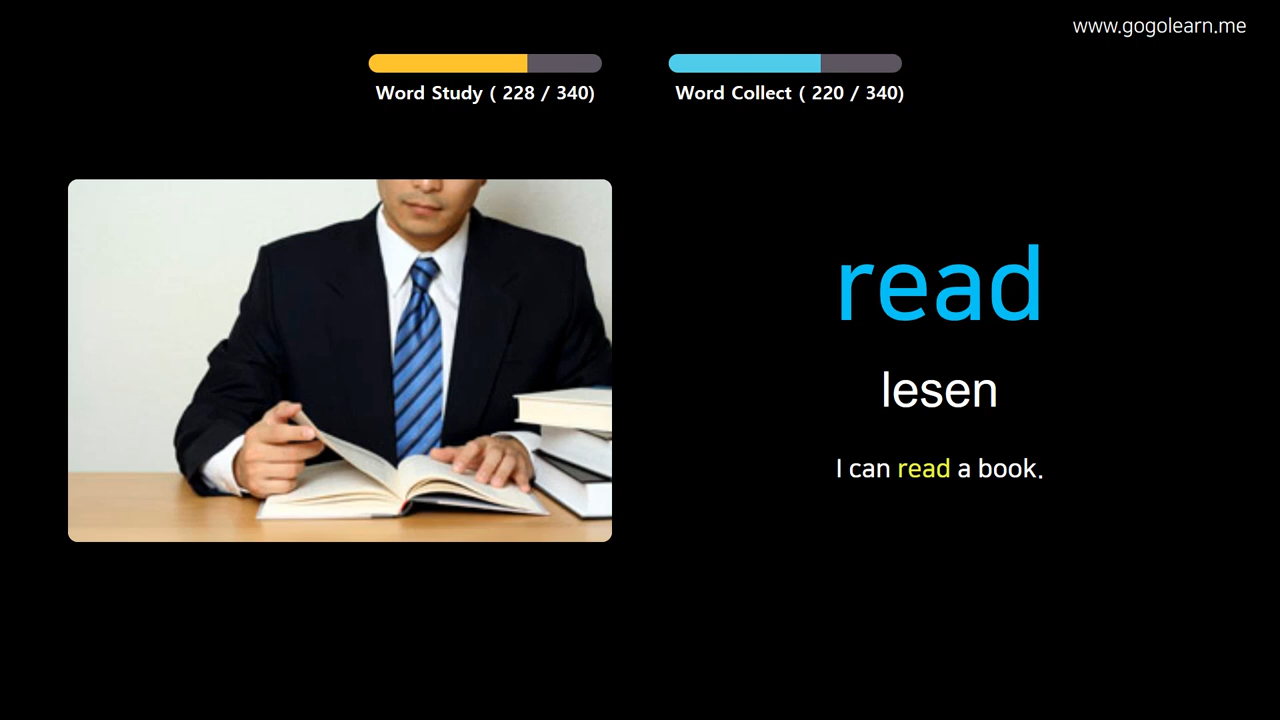 www.gogolearn.me
Word Study ( 228 / 340)
Word Collect ( 220 / 340)
read
lesen
I can read a book.